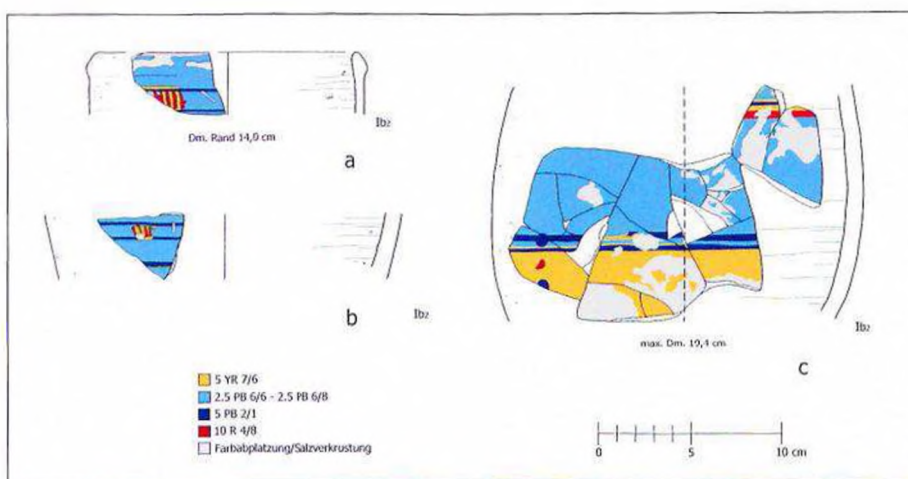 Ib2
Dm. Rand 14,0 cm
a
b
Ib2
max. Dm. 19,4 cm
c
5 YR 7/6
2.5 PB 6/6 - 2.5 PB 6/8
5 PB 2/1
10 R 4/8
Farbabplatzung/Salzverkrustung
0 5 10 cm